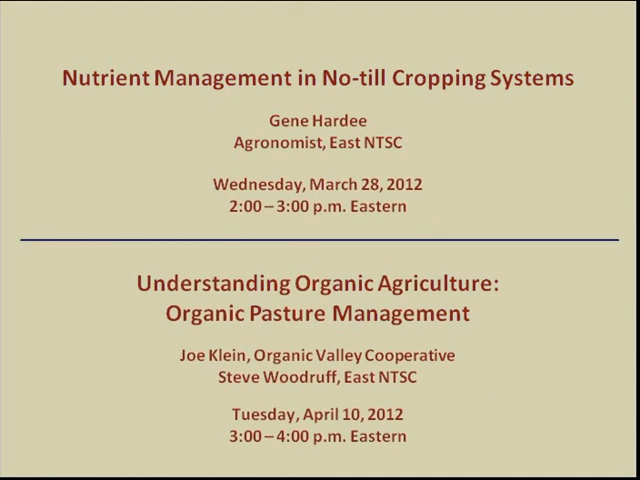 Nutrient Management in No-till Cropping Systems
Gene Hardee
Agronomist, East NTSC
Wednesday, March 28, 2012
2:00 – 3:00 p.m. Eastern
Understanding Organic Agriculture:
Organic Pasture Management
Joe Klein, Organic Valley Cooperative
Steve Woodruff, East NTSC
Tuesday, April 10, 2012
3:00 – 4:00 p.m. Eastern